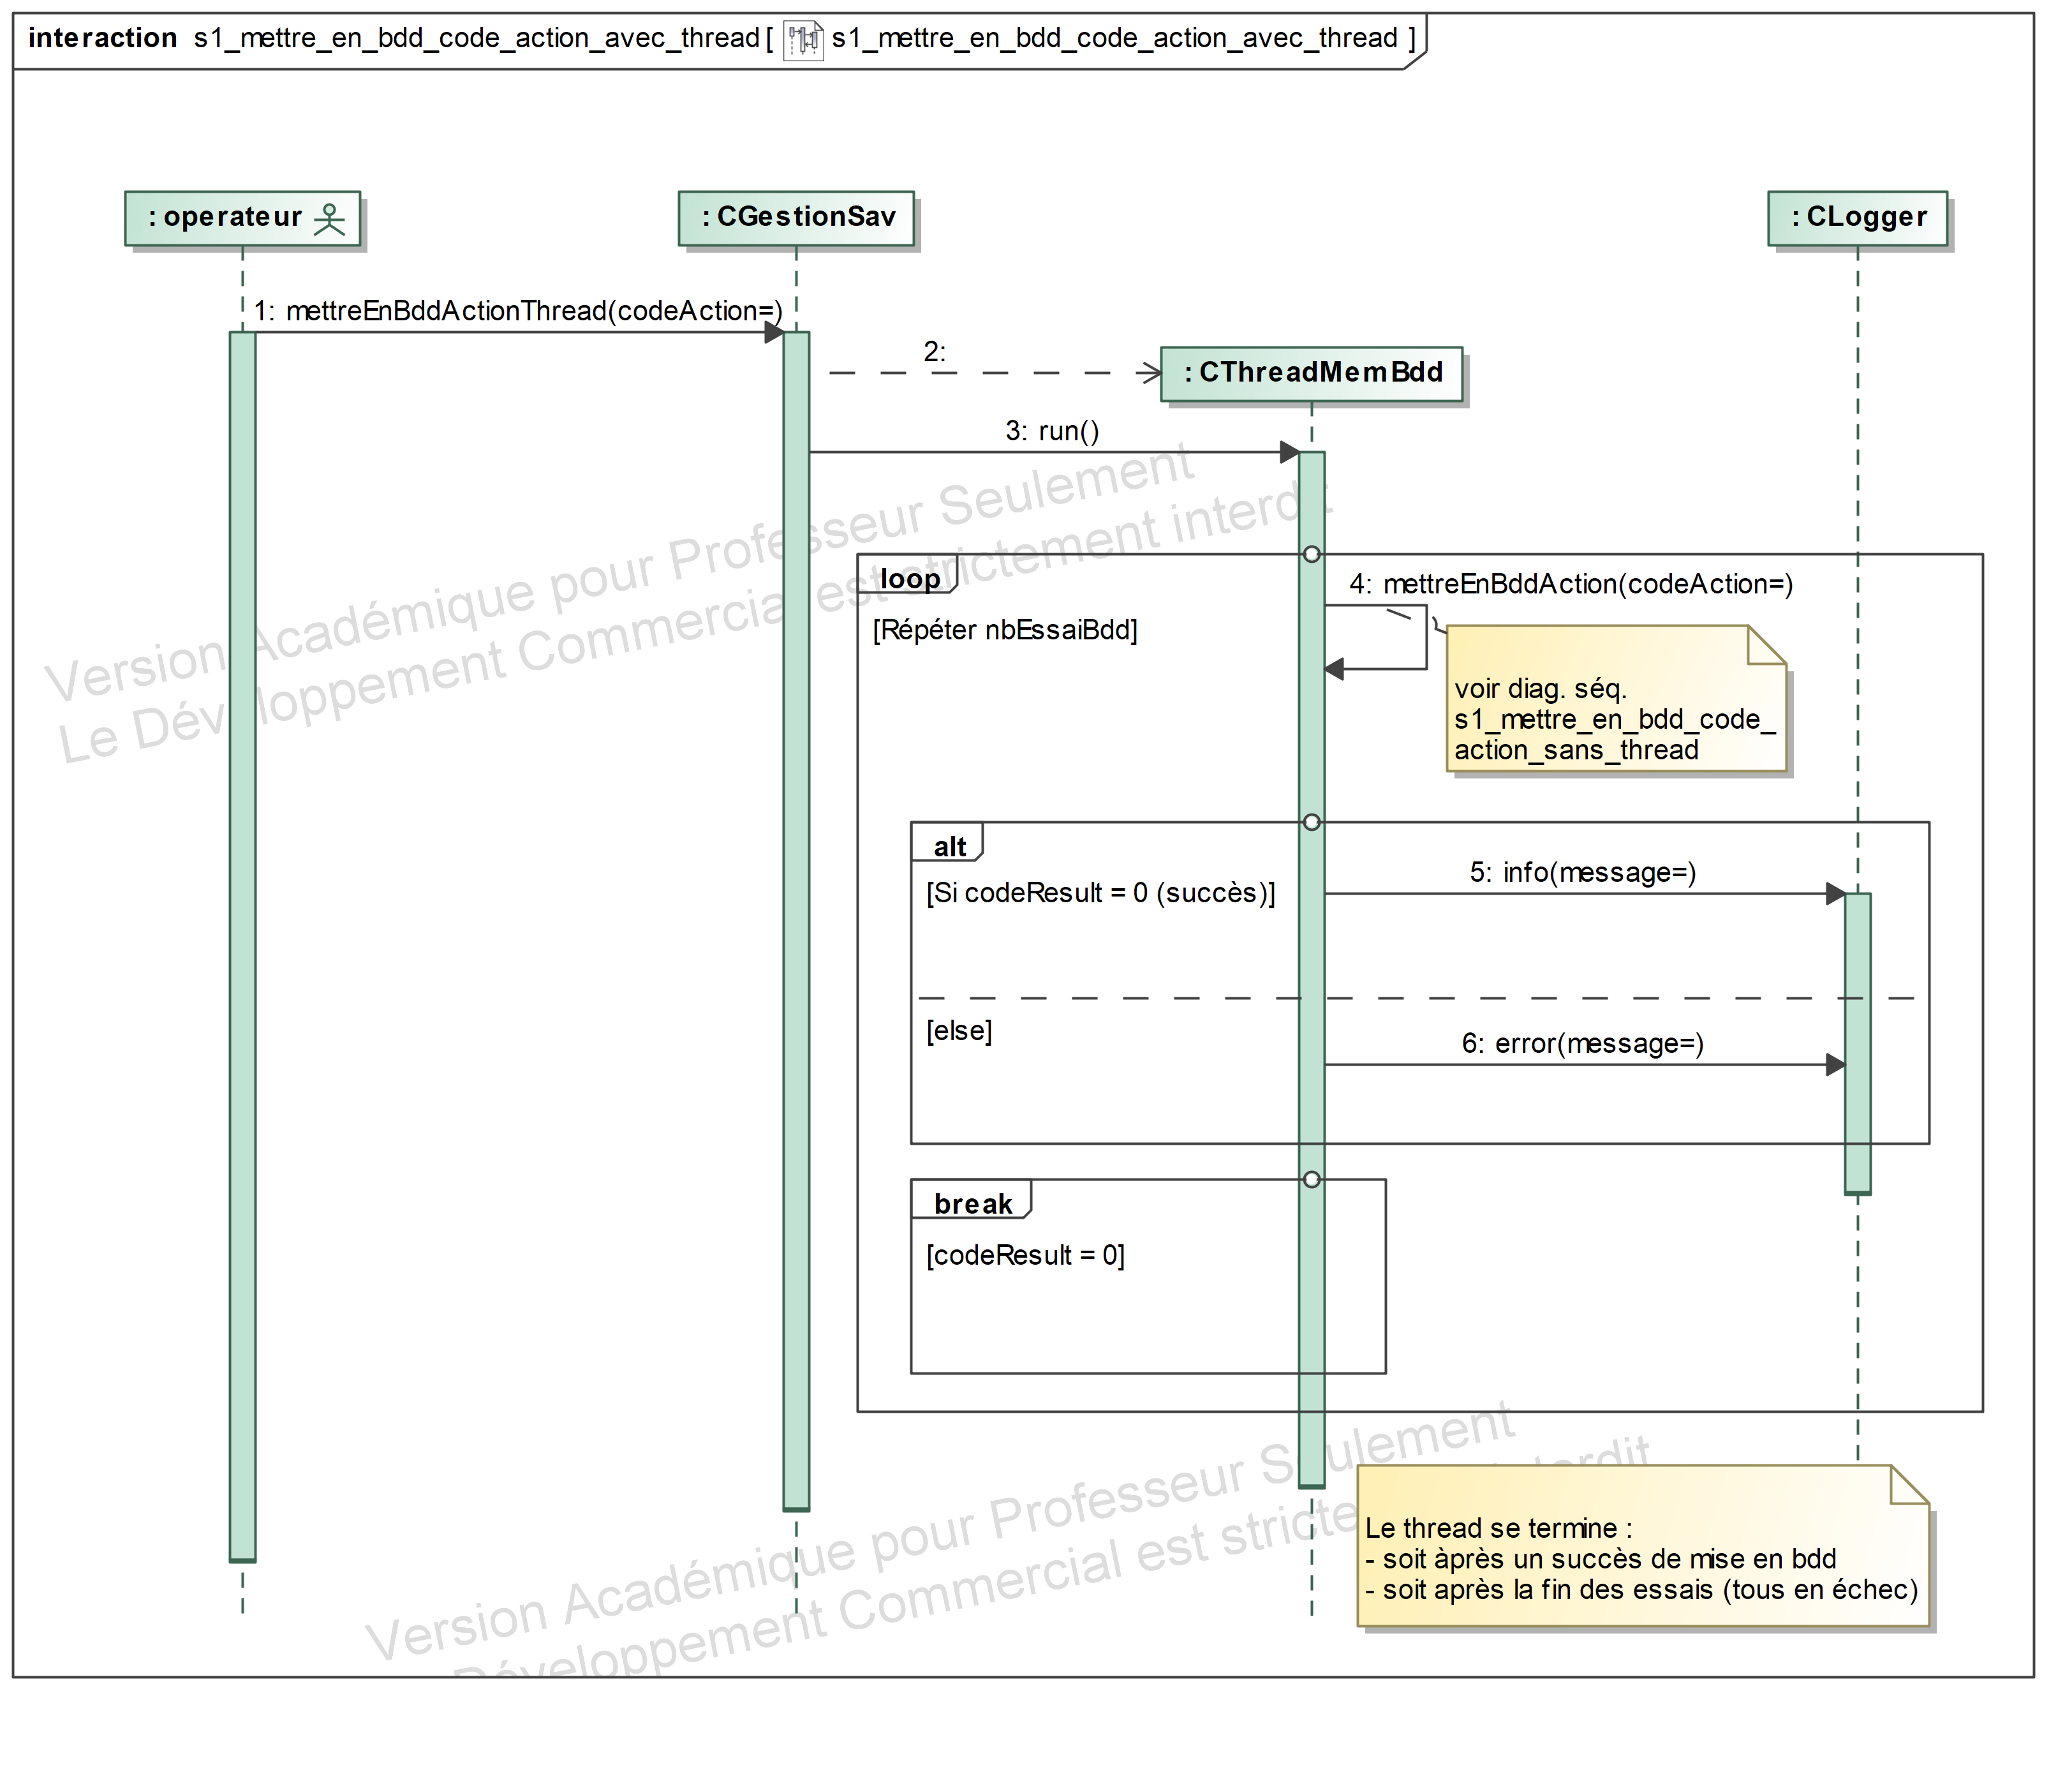 interaction s1_mettre_en_bdd_code_action_avec_thread [ s1_mettre_en_bdd_code_action_avec_thread ]
: operateur
: CGestionSav
: CLogger
1: mettreEnBddActionThread(codeAction=)
2:
: CThreadMemBdd
3: run()
Version Académique pour Professeur Seulement
Le Développement Commercial est strictement interdit
loop
4: mettreEnBddAction(codeAction=)
[Répéter nbEssaiBdd]
voir diag. séq.
s1_mettre_en_bdd_code_
action_sans_thread
alt
5: info(message=)
[Si codeResult = 0 (succès)]
[else]
6: error(message=)
break
[codeResult = 0]
Version Académique pour Professeur Seulement
Développement Commercial est stricte interdit
Le thread se termine :
- soit àprès un succès de mise en bdd
- soit après la fin des essais (tous en échec)